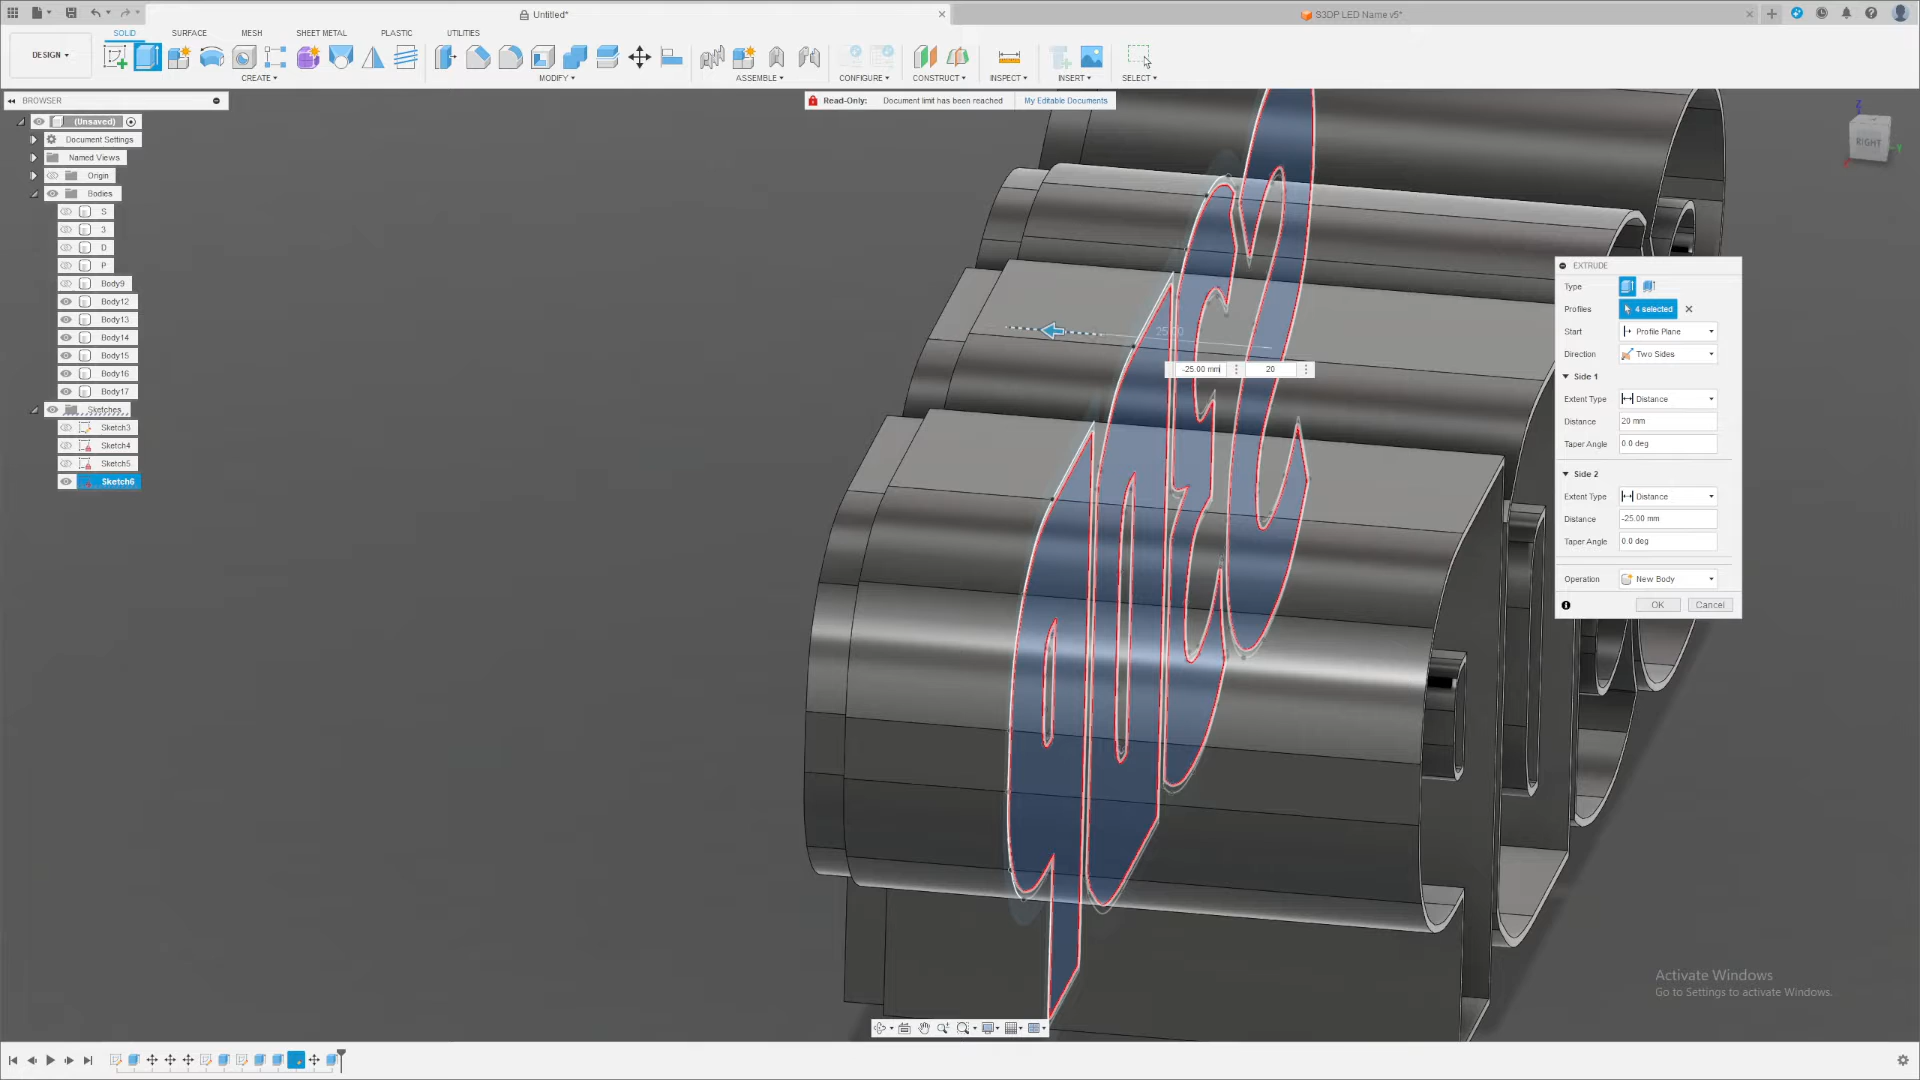 Untitled*
S3DP LED Name v5*
DESIGN
SOLID
SURFACE
MESH
SHEET METAL
PLASTIC
UTILITIES
CREATE
MODIFY
ASSEMBLE
CONFIGURE
CONSTRUCT
INSPECT
INSERT
SELECT
BROWSER
Read-Only: Document limit has been reached My Editable Documents
(Unsaved)
Document Settings
Named Views
Origin
Bodies
S
3
D
P
Body9
Body12
Body13
Body14
Body15
Body16
Body17
Sketches
Sketch3
Sketch4
Sketch5
Sketch6
Z
RIGHT
Y
25.00
-25.00 mm
20
EXTRUDE
Type
Profiles 4 selected
Start Profile Plane
Direction Two Sides
Side 1
Extent Type Distance
Distance 20 mm
Taper Angle 0.0 deg
Side 2
Extent Type Distance
Distance -25.00 mm
Taper Angle 0.0 deg
Operation New Body
OK
Cancel
Activate Windows
Go to Settings to activate Windows.